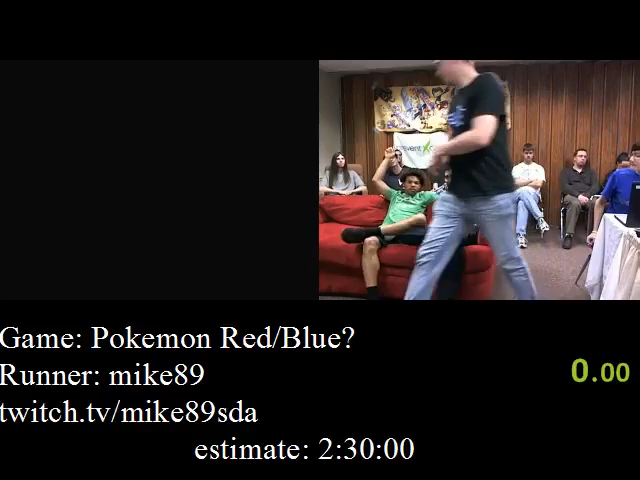 Game: Pokemon Red/Blue?
Runner: mike89
0.00
twitch.tv/mike89sda
estimate: 2:30:00